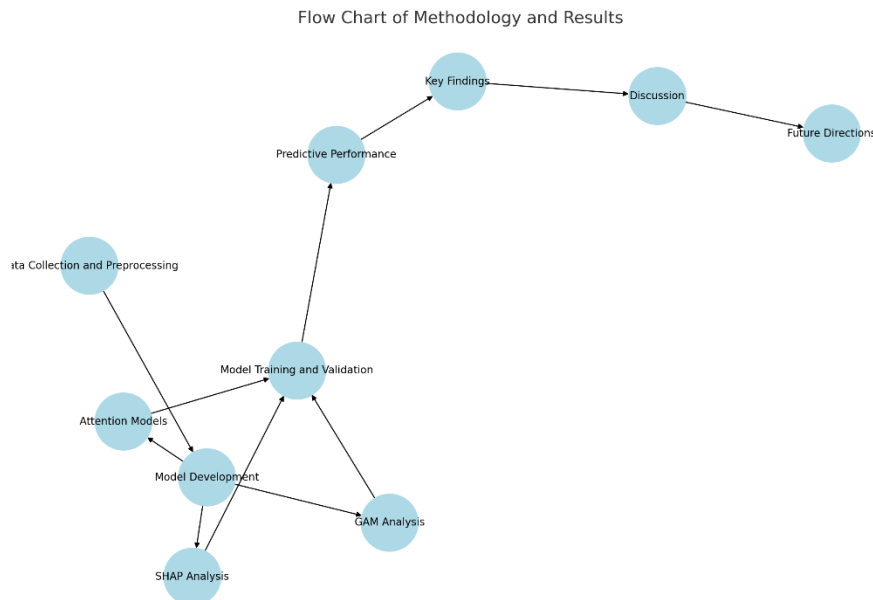 Flow Chart of Methodology and Results
Key Findings
Discussion
Future Directions
Predictive Performance
ata Collection and Preprocessing
Model Training and Validation
Attention Models
Model Development
GAM Analysis
SHAP Analysis